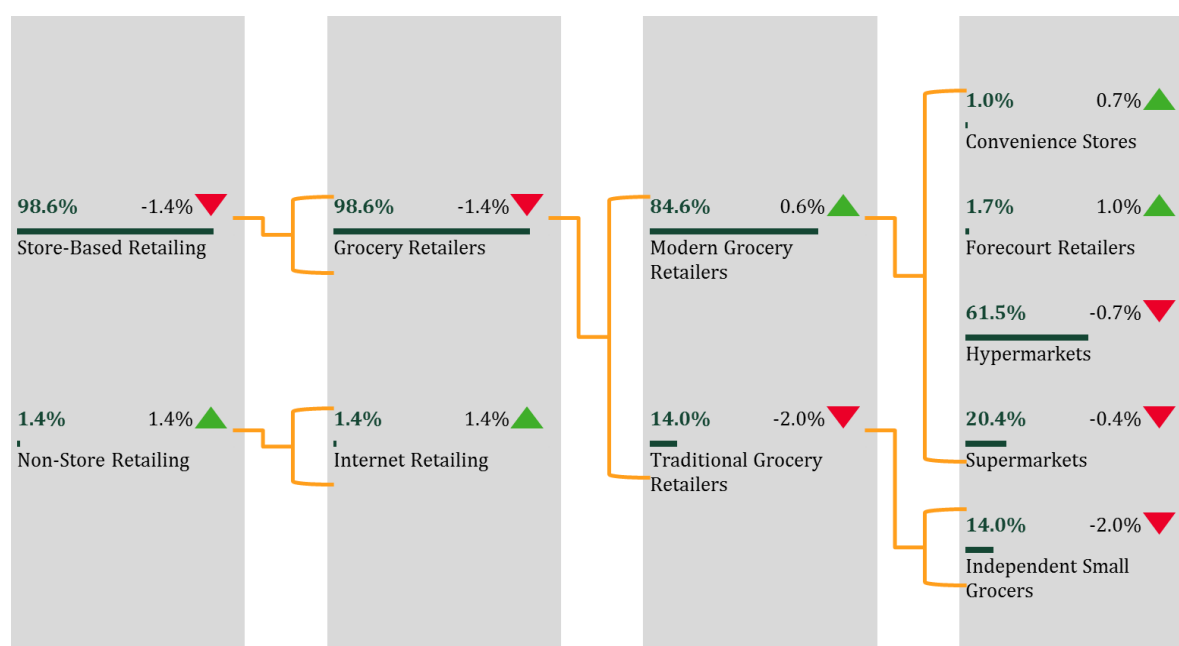 98.6% -1.4%
Store-Based Retailing
1.4% 1.4%
Non-Store Retailing
98.6% -1.4%
Grocery Retailers
1.4% 1.4%
Internet Retailing
84.6% 0.6%
Modern Grocery
Retailers
14.0% -2.0%
Traditional Grocery
Retailers
1.0% 0.7%
Convenience Stores
1.7% 1.0%
Forecourt Retailers
61.5% -0.7%
Hypermarkets
20.4% -0.4%
Supermarkets
14.0% -2.0%
Independent Small
Grocers